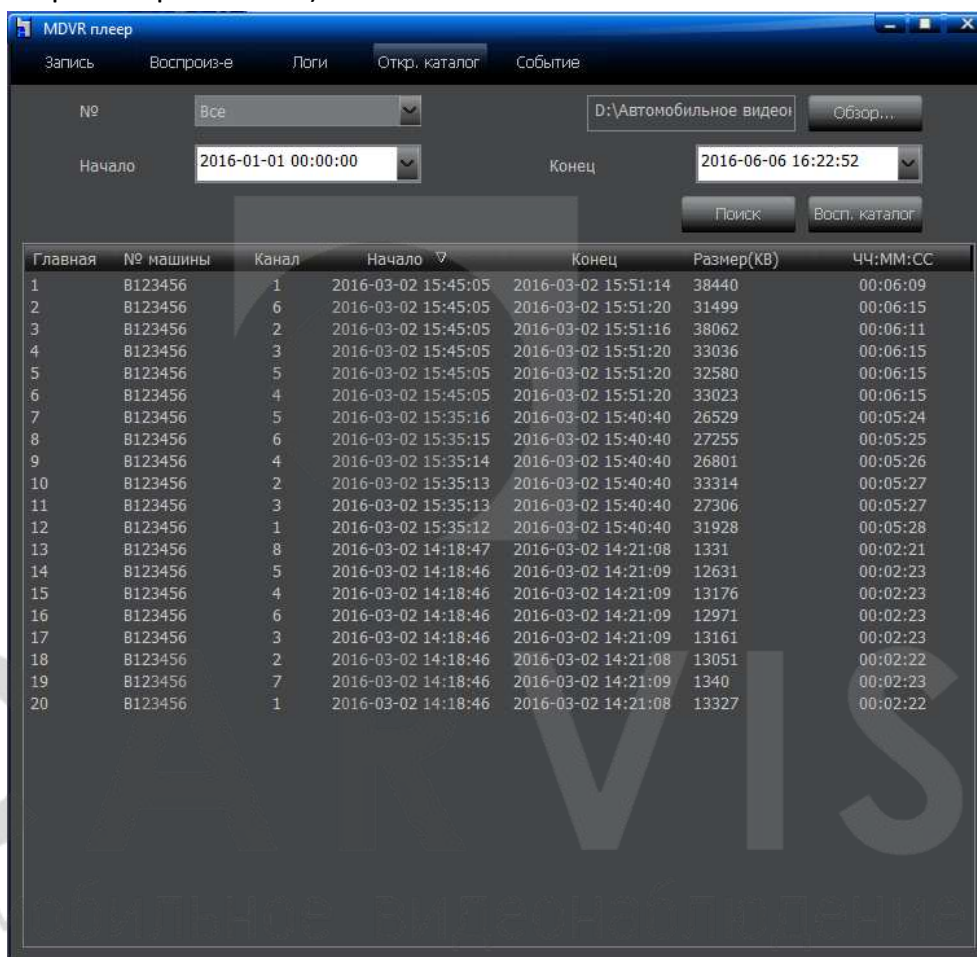 MDVR плеер
Запись Воспроиз-е Логи Откр. каталог Событие
№ Все D:\Автомобильное видеон Обзор...
Начало 2016-01-01 00:00:00 Конец 2016-06-06 16:22:52
Поиск Восп. каталог
Главная № машины Канал Начало Конец Размер(КВ) ЧЧ:ММ:СС
1 B123456 1 2016-03-02 15:45:05 2016-03-02 15:51:14 38440 00:06:09
2 B123456 6 2016-03-02 15:45:05 2016-03-02 15:51:20 31499 00:06:15
3 B123456 2 2016-03-02 15:45:05 2016-03-02 15:51:16 38062 00:06:11
4 B123456 3 2016-03-02 15:45:05 2016-03-02 15:51:20 33036 00:06:15
5 B123456 5 2016-03-02 15:45:05 2016-03-02 15:51:20 32580 00:06:15
6 B123456 4 2016-03-02 15:45:05 2016-03-02 15:51:20 33023 00:06:15
7 B123456 5 2016-03-02 15:35:16 2016-03-02 15:40:40 26529 00:05:24
8 B123456 6 2016-03-02 15:35:15 2016-03-02 15:40:40 27255 00:05:25
9 B123456 4 2016-03-02 15:35:14 2016-03-02 15:40:40 26801 00:05:26
10 B123456 2 2016-03-02 15:35:13 2016-03-02 15:40:40 33314 00:05:27
11 B123456 3 2016-03-02 15:35:13 2016-03-02 15:40:40 27306 00:05:27
12 B123456 1 2016-03-02 15:35:12 2016-03-02 15:40:40 31928 00:05:28
13 B123456 8 2016-03-02 14:18:47 2016-03-02 14:21:08 1331 00:02:21
14 B123456 5 2016-03-02 14:18:46 2016-03-02 14:21:09 12631 00:02:23
15 B123456 4 2016-03-02 14:18:46 2016-03-02 14:21:09 13176 00:02:23
16 B123456 6 2016-03-02 14:18:46 2016-03-02 14:21:09 12971 00:02:23
17 B123456 3 2016-03-02 14:18:46 2016-03-02 14:21:09 13161 00:02:23
18 B123456 2 2016-03-02 14:18:46 2016-03-02 14:21:08 13051 00:02:22
19 B123456 7 2016-03-02 14:18:46 2016-03-02 14:21:09 1340 00:02:23
20 B123456 1 2016-03-02 14:18:46 2016-03-02 14:21:08 13327 00:02:22
CARVIS
мобильное видеонаблюдение